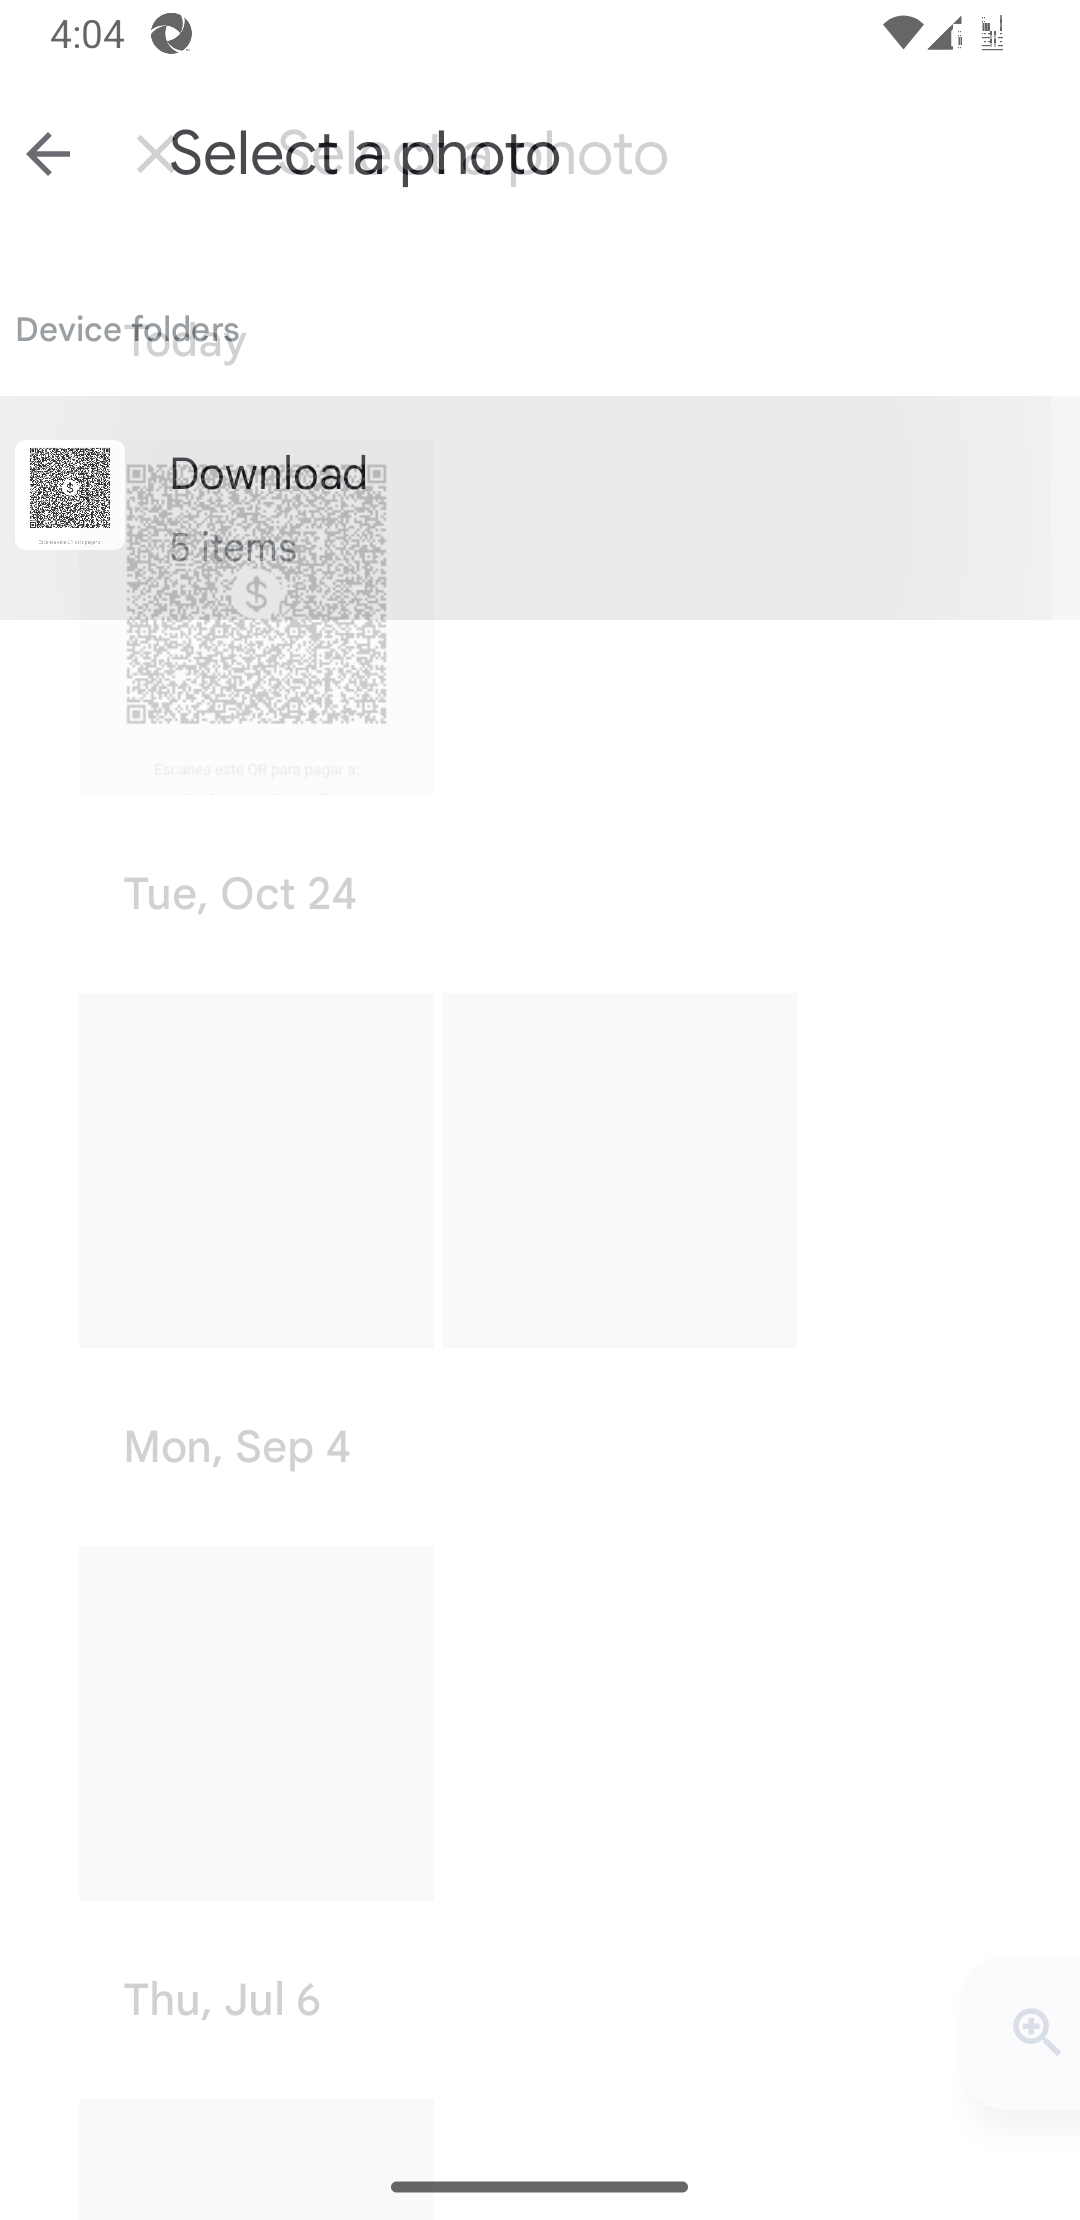 4:04
Select a photo
Select a photo
Device folders
Today
Download
5 items
$
Escanea este QR para pagar a:
Tue, Oct 24
Mon, Sep 4
Thu, Jul 6